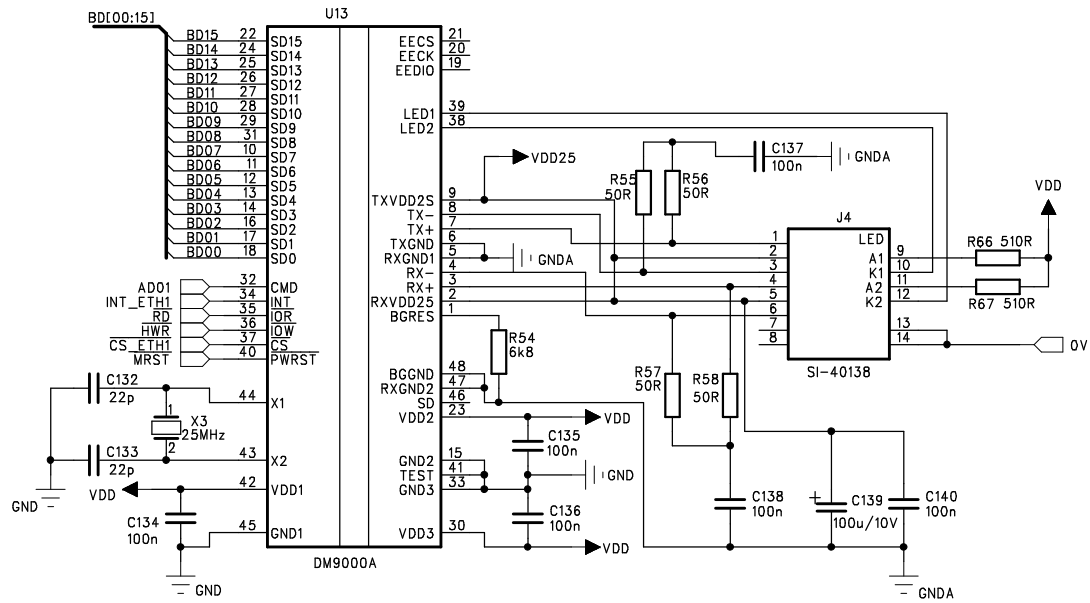 BD[00:15]
U13
BD15 22 SD15
BD14 24 SD14
BD13 25 SD13
BD12 26 SD12
BD11 27 SD11
BD10 28 SD10
BD09 29 SD9
BD08 31 SD8
BD07 10 SD7
BD06 11 SD6
BD05 12 SD5
BD04 13 SD4
BD03 14 SD3
BD02 16 SD2
BD01 17 SD1
BD00 18 SD0
AD01 32 CMD
INT_ETH1 34 INT
RD 35 IOR
HWR 36 IOW
CS_ETH1 37 CS
MRST 40 PWRST
C132
22p
44 X1
1
X3
25MHz
2
C133
22p
43 X2
GND
VDD
42 VDD1
C134
100n
45 GND1
GND
DM9000A
EECS 21
EECK 20
EEDIO 19
LED1 39
LED2 38
TXVDD2S 9
TX- 8
TX+ 7
TXGND 6
RXGND1 5
RX- 4
RX+ 3
RXVDD25 2
BGRES 1
BGGND 48
RXGND2 47
SD 46
VDD2 23
GND2 15
TEST 41
GND3 33
VDD3 30
VDD25
GNDA
R54
6k8
VDD
C135
100n
GND
C136
100n
VDD
R55
50R
R56
50R
C137
100n
GNDA
J4
1
2
3
4
5
6
7
8
LED
A1 9
K1 10
A2 11
K2 12
13
14
SI-40138
VDD
R66 510R
R67 510R
0V
R57
50R
R58
50R
C138
100n
C139
100u/10V
+
C140
100n
GNDA